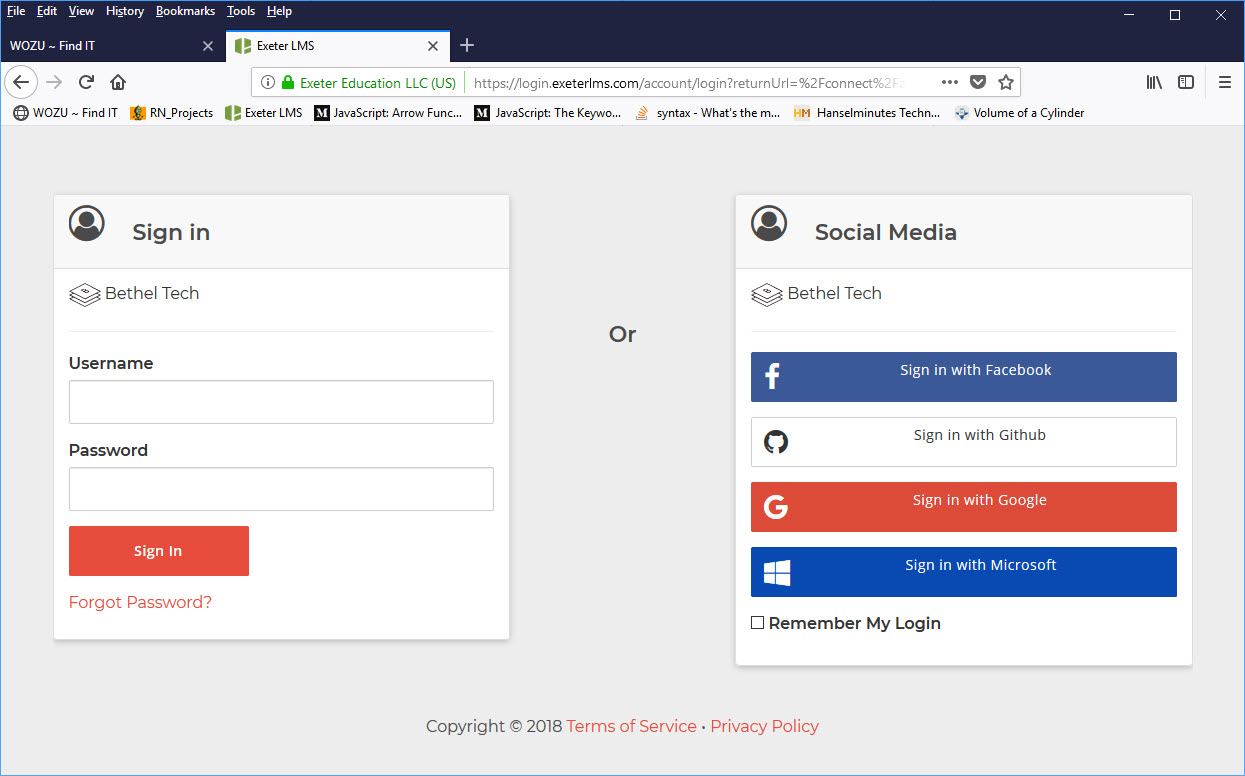 File Edit View History Bookmarks Tools Help
WOZU ~ Find IT
Exeter LMS
Exeter Education LLC (US) https://login.exeterlms.com/account/login?returnUrl=%2Fconnect%2Fa
WOZU ~ Find IT RN_Projects Exeter LMS JavaScript: Arrow Func... JavaScript: The Keywo... syntax - What's the m... HM Hanselminutes Techn... Volume of a Cylinder
Sign in
Bethel Tech
Username
Password
Sign In
Forgot Password?
Or
Social Media
Bethel Tech
Sign in with Facebook
Sign in with Github
Sign in with Google
Sign in with Microsoft
Remember My Login
Copyright © 2018 Terms of Service • Privacy Policy